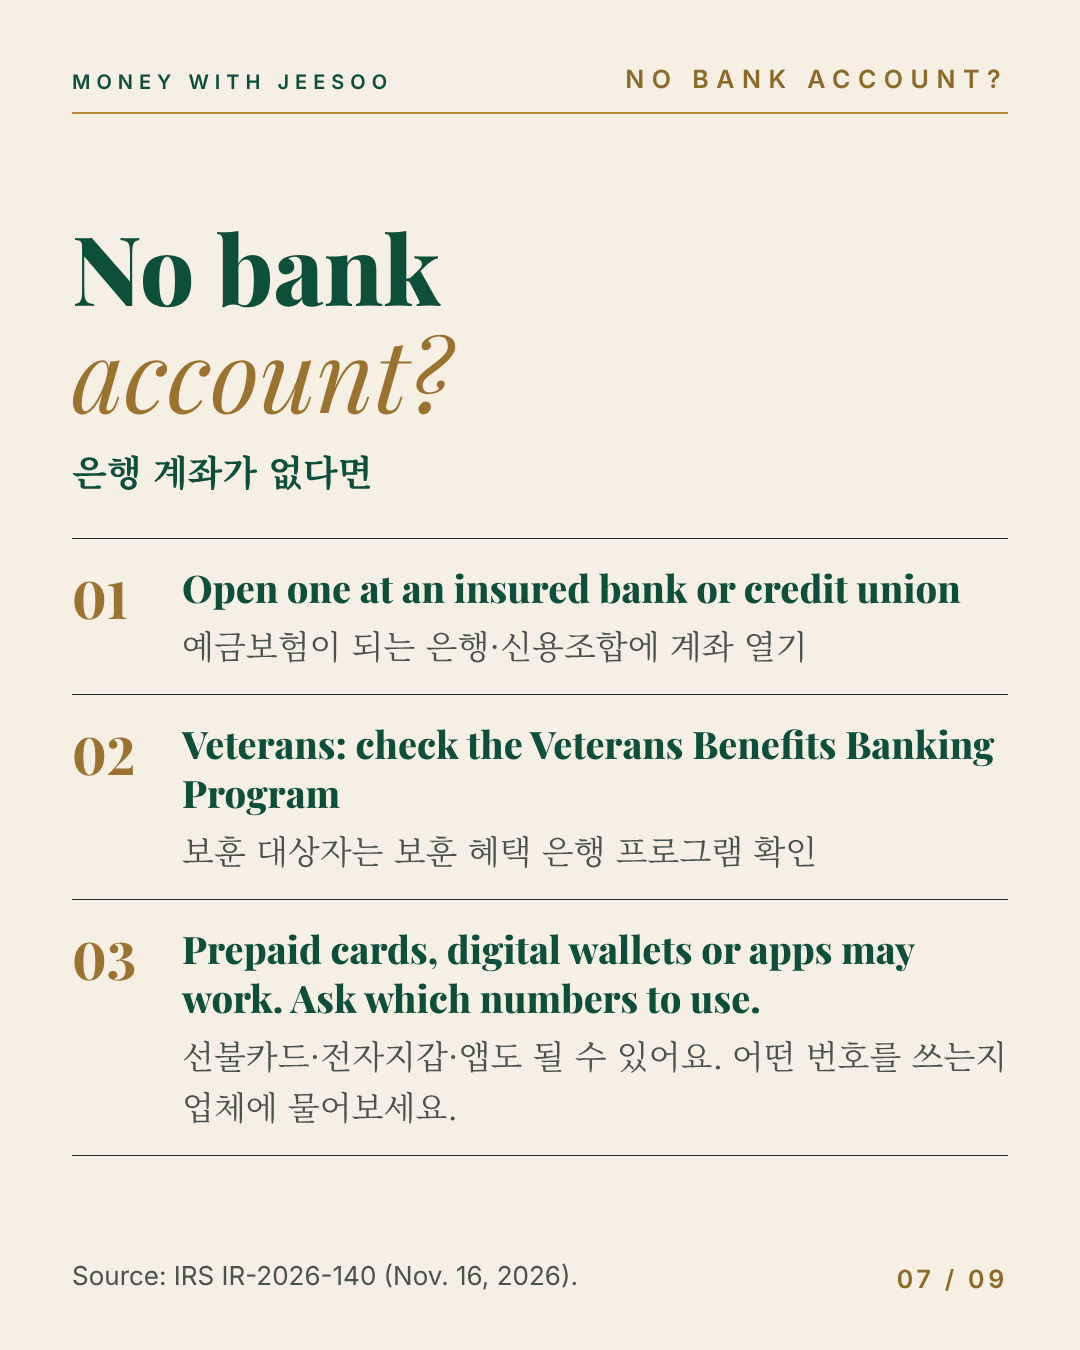 MONEY WITH JEESOO
NO BANK ACCOUNT?
No bank
account?
은행 계좌가 없다면
01
Open one at an insured bank or credit union
예금보험이 되는 은행·신용조합에 계좌 열기
02
Veterans: check the Veterans Benefits Banking
Program
보훈 대상자는 보훈 혜택 은행 프로그램 확인
03
Prepaid cards, digital wallets or apps may
work. Ask which numbers to use.
선불카드·전자지갑·앱도 될 수 있어요. 어떤 번호를 쓰는지
업체에 물어보세요.
Source: IRS IR-2026-140 (Nov. 16, 2026).
07 / 09